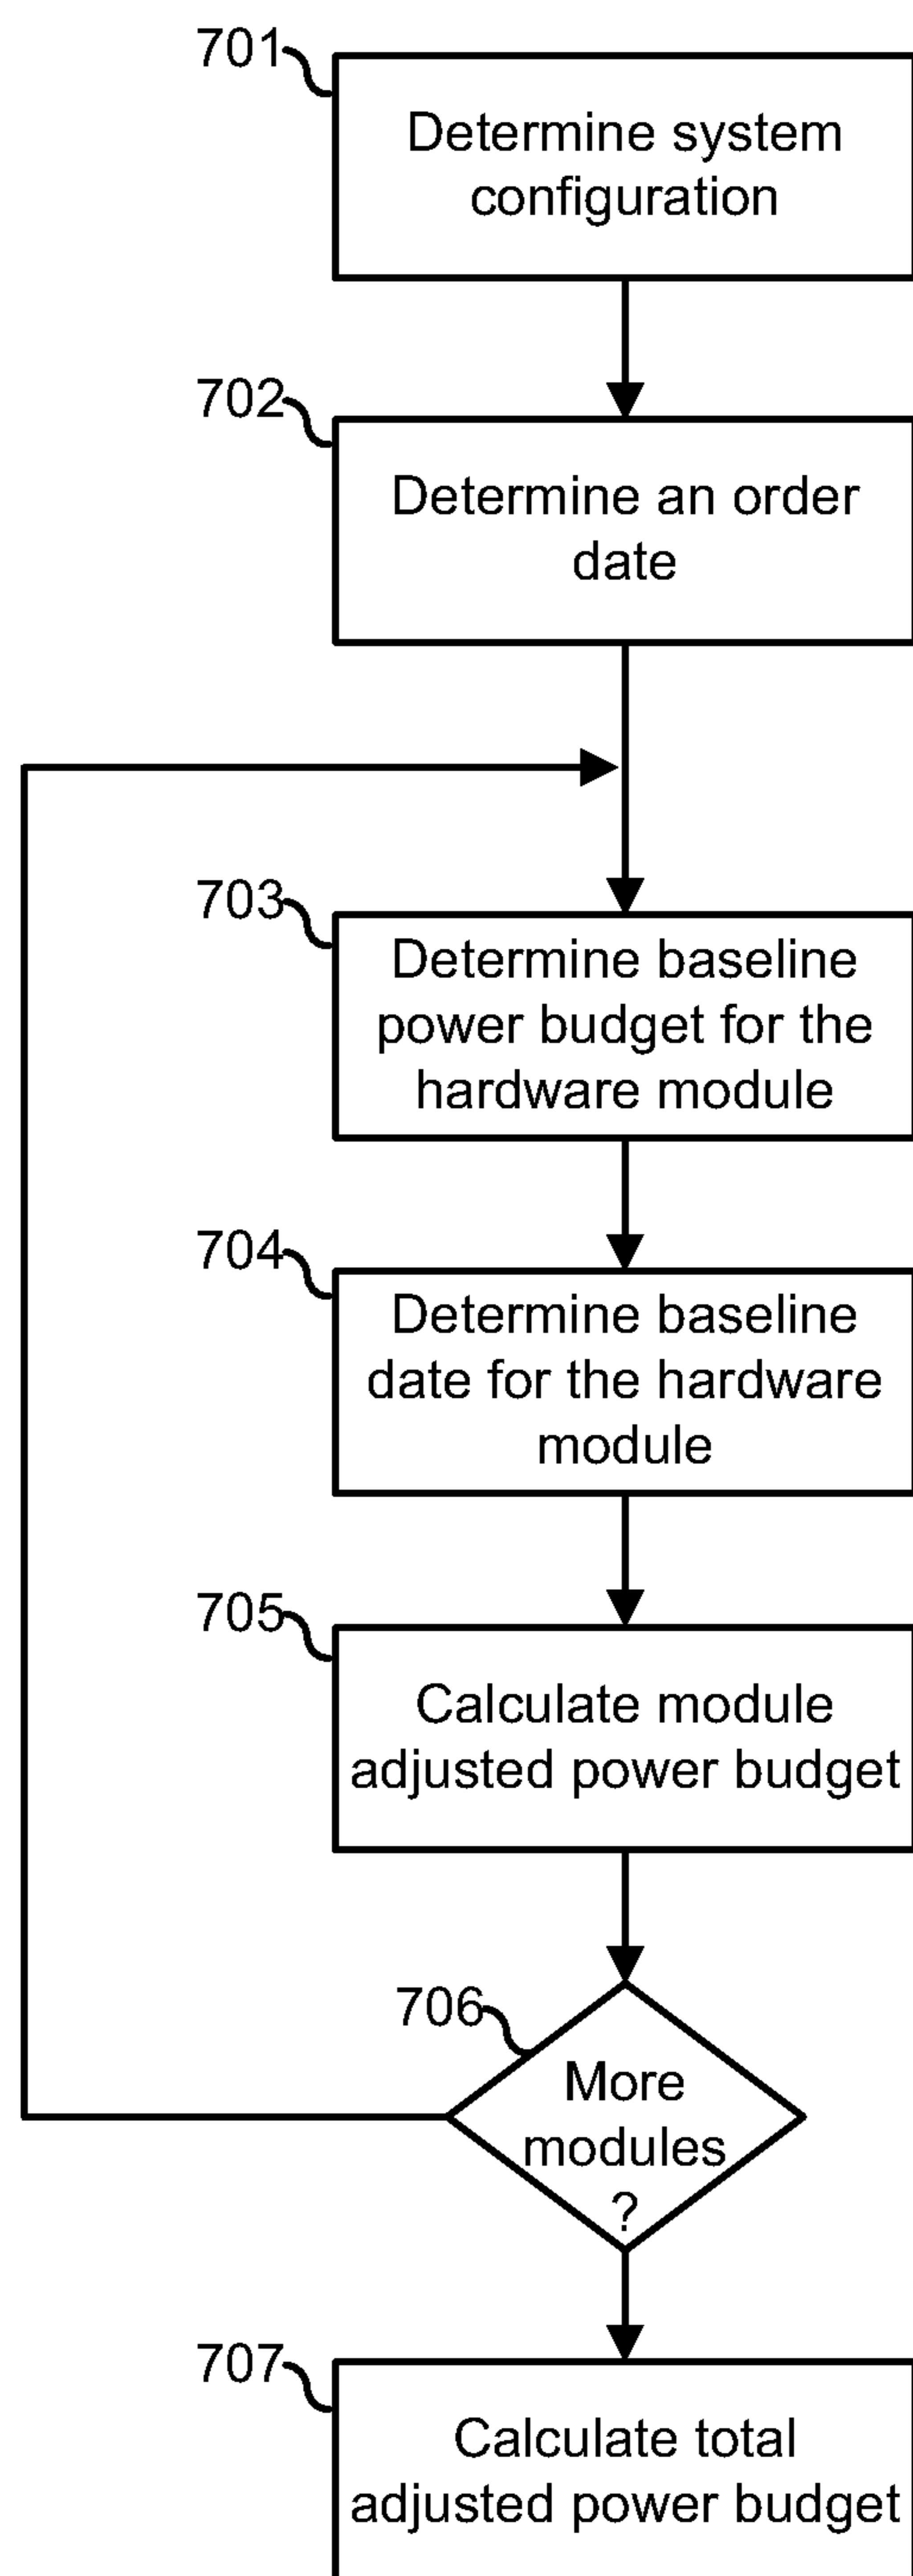 701
Determine system
configuration
702
Determine an order
date
703
Determine baseline
power budget for the
hardware module
704
Determine baseline
date for the hardware
module
705
Calculate module
adjusted power budget
706
More
modules
?
707
Calculate total
adjusted power budget